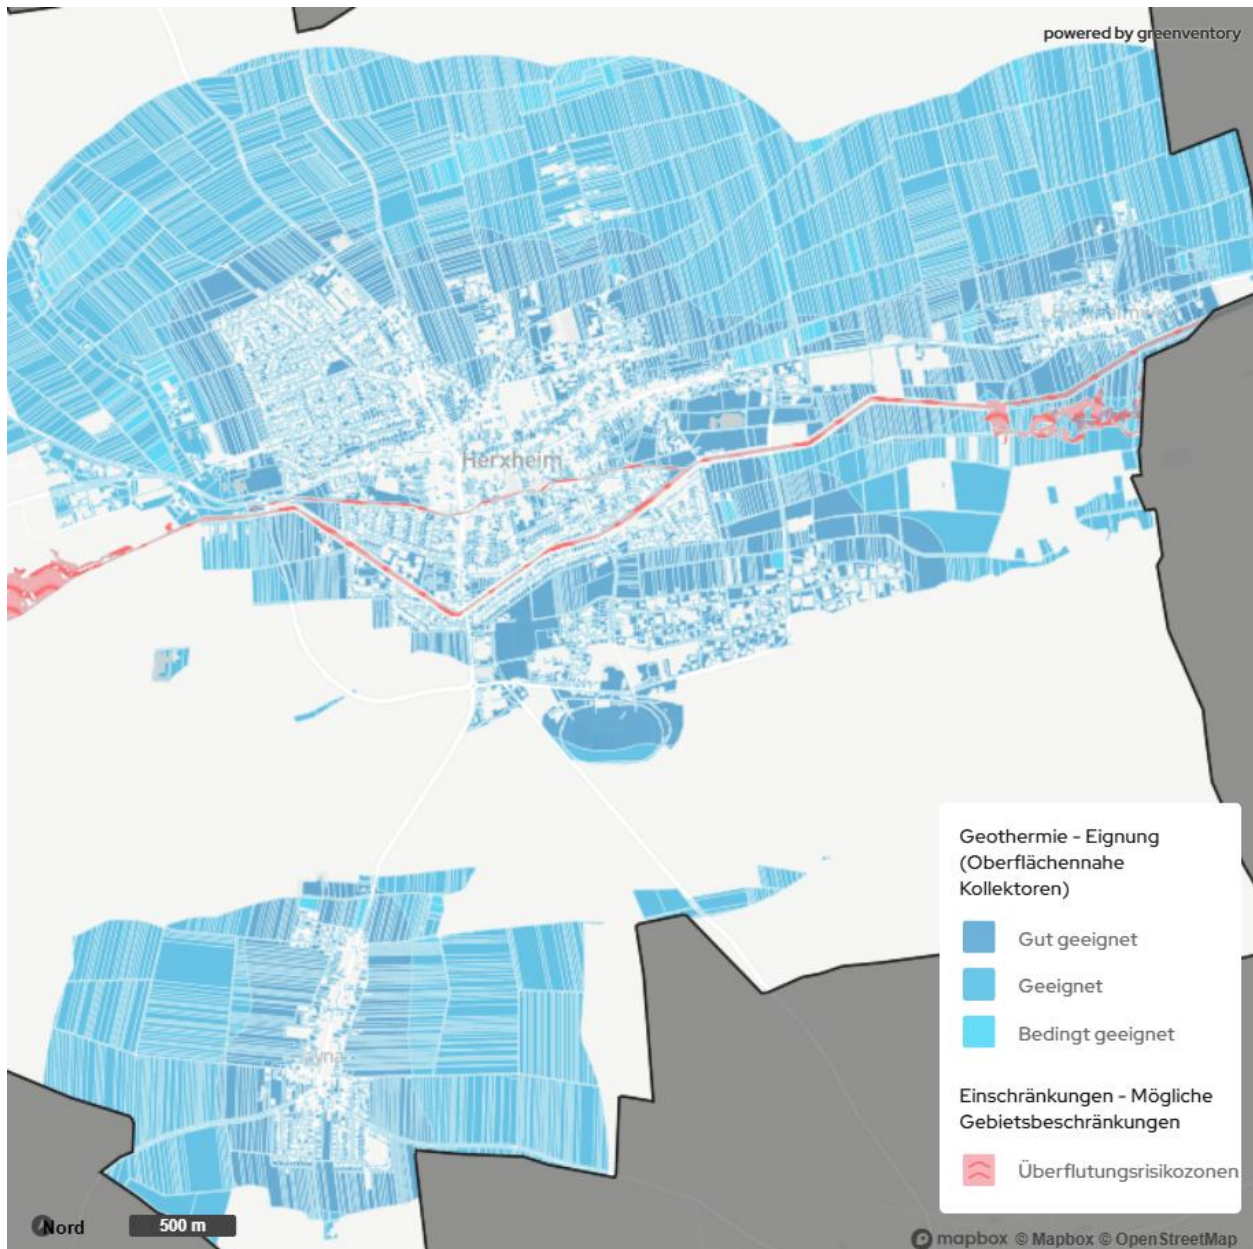 powered by greenventory
Herxheim
Geothermie - Eignung
(Oberflächennahe
Kollektoren)
Gut geeignet
Geeignet
Bedingt geeignet
Einschränkungen - Mögliche
Gebietsbeschränkungen
Überflutungsrisikozonen
Nord
500 m
mapbox © Mapbox © OpenStreetMap